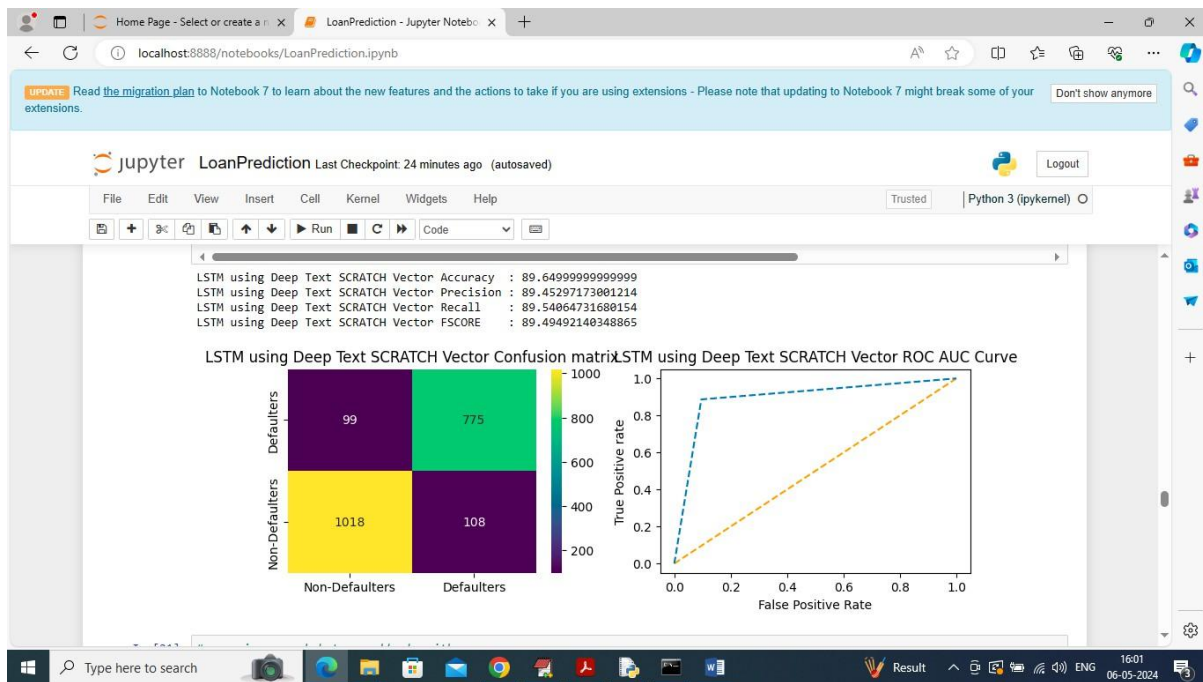 Home Page - Select or create a n
LoanPrediction - Jupyter Notebo
localhost:8888/notebooks/LoanPrediction.ipynb
UPDATE Read the migration plan to Notebook 7 to learn about the new features and the actions to take if you are using extensions - Please note that updating to Notebook 7 might break some of your
extensions.
Don't show anymore
jupyter LoanPrediction Last Checkpoint: 24 minutes ago (autosaved)
Logout
File Edit View Insert Cell Kernel Widgets Help
Trusted
Python 3 (ipykernel)
Run
Code
LSTM using Deep Text SCRATCH Vector Accuracy : 89.64999999999999
LSTM using Deep Text SCRATCH Vector Precision : 89.45297173001214
LSTM using Deep Text SCRATCH Vector Recall : 89.54064731680154
LSTM using Deep Text SCRATCH Vector FSCORE : 89.49492140348865
LSTM using Deep Text SCRATCH Vector Confusion matrix
Defaulters
Non-Defaulters
99 775
1018 108
Non-Defaulters Defaulters
1000
800
600
400
200
LSTM using Deep Text SCRATCH Vector ROC AUC Curve
True Positive rate
1.0
0.8
0.6
0.4
0.2
0.0
0.0 0.2 0.4 0.6 0.8 1.0
False Positive Rate
Type here to search
Result
ENG
16:01
06-05-2024